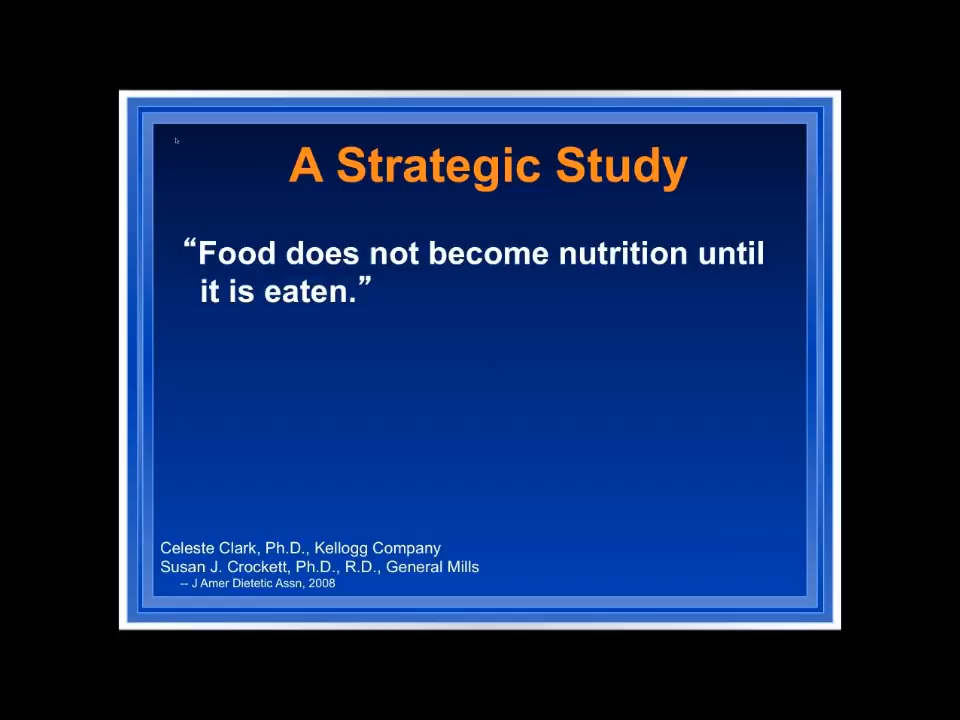 A Strategic Study
“Food does not become nutrition until
it is eaten.”
Celeste Clark, Ph.D., Kellogg Company
Susan J. Crockett, Ph.D., R.D., General Mills
-- J Amer Dietetic Assn, 2008